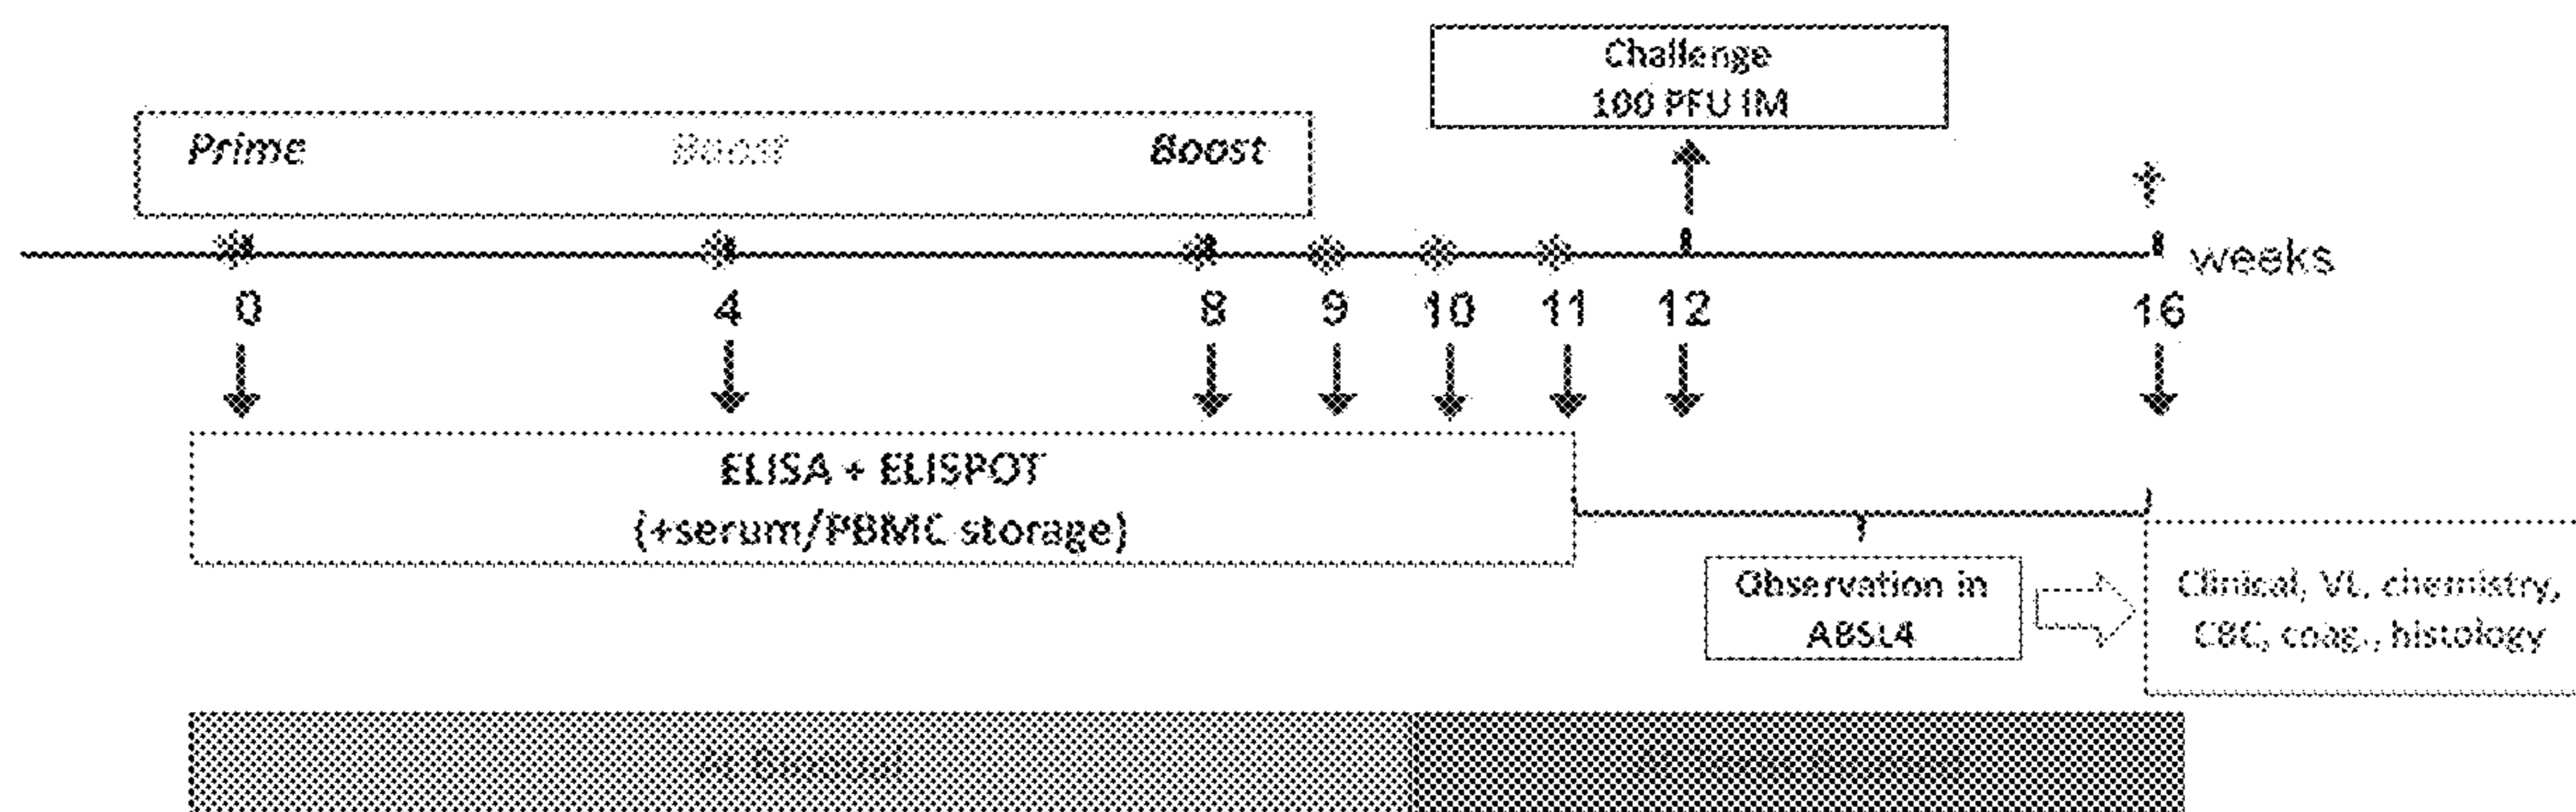 Challenge
100 PFU IM
Prime Boost Boost
weeks
0 4 8 9 10 11 12 16
ELISA + ELISPOT
(+serum/PBMC storage)
Observation in
ABSL4
Clinical, VL, chemistry,
CBC, coag., histology